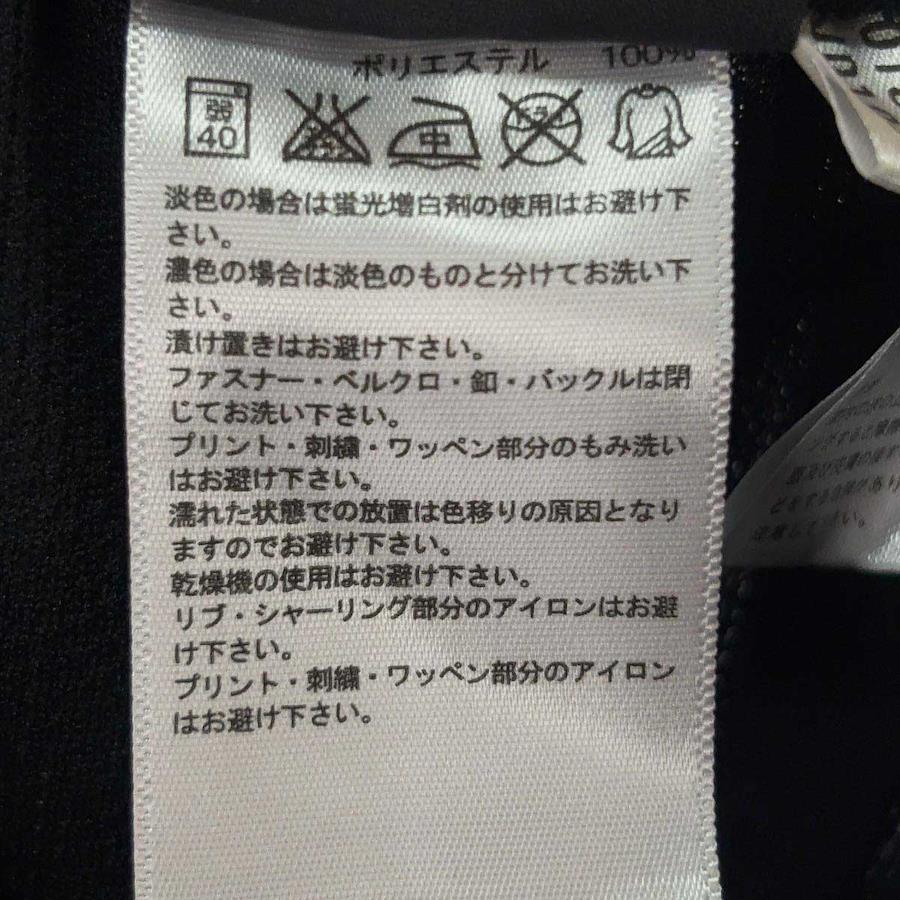 ポリエステル 100%
弱
40
エンソ
サラシ
中
ドライ
淡色の場合は蛍光増白剤の使用はお避け下
さい。
濃色の場合は淡色のものと分けてお洗い下
さい。
漬け置きはお避け下さい。
ファスナー・ベルクロ・釦・バックルは閉
じてお洗い下さい。
プリント・刺繍・ワッペン部分のもみ洗い
はお避け下さい。
濡れた状態での放置は色移りの原因となり
ますのでお避け下さい。
乾燥機の使用はお避け下さい。
リブ・シャーリング部分のアイロンはお避
け下さい。
プリント・刺繍・ワッペン部分のアイロン
はお避け下さい。